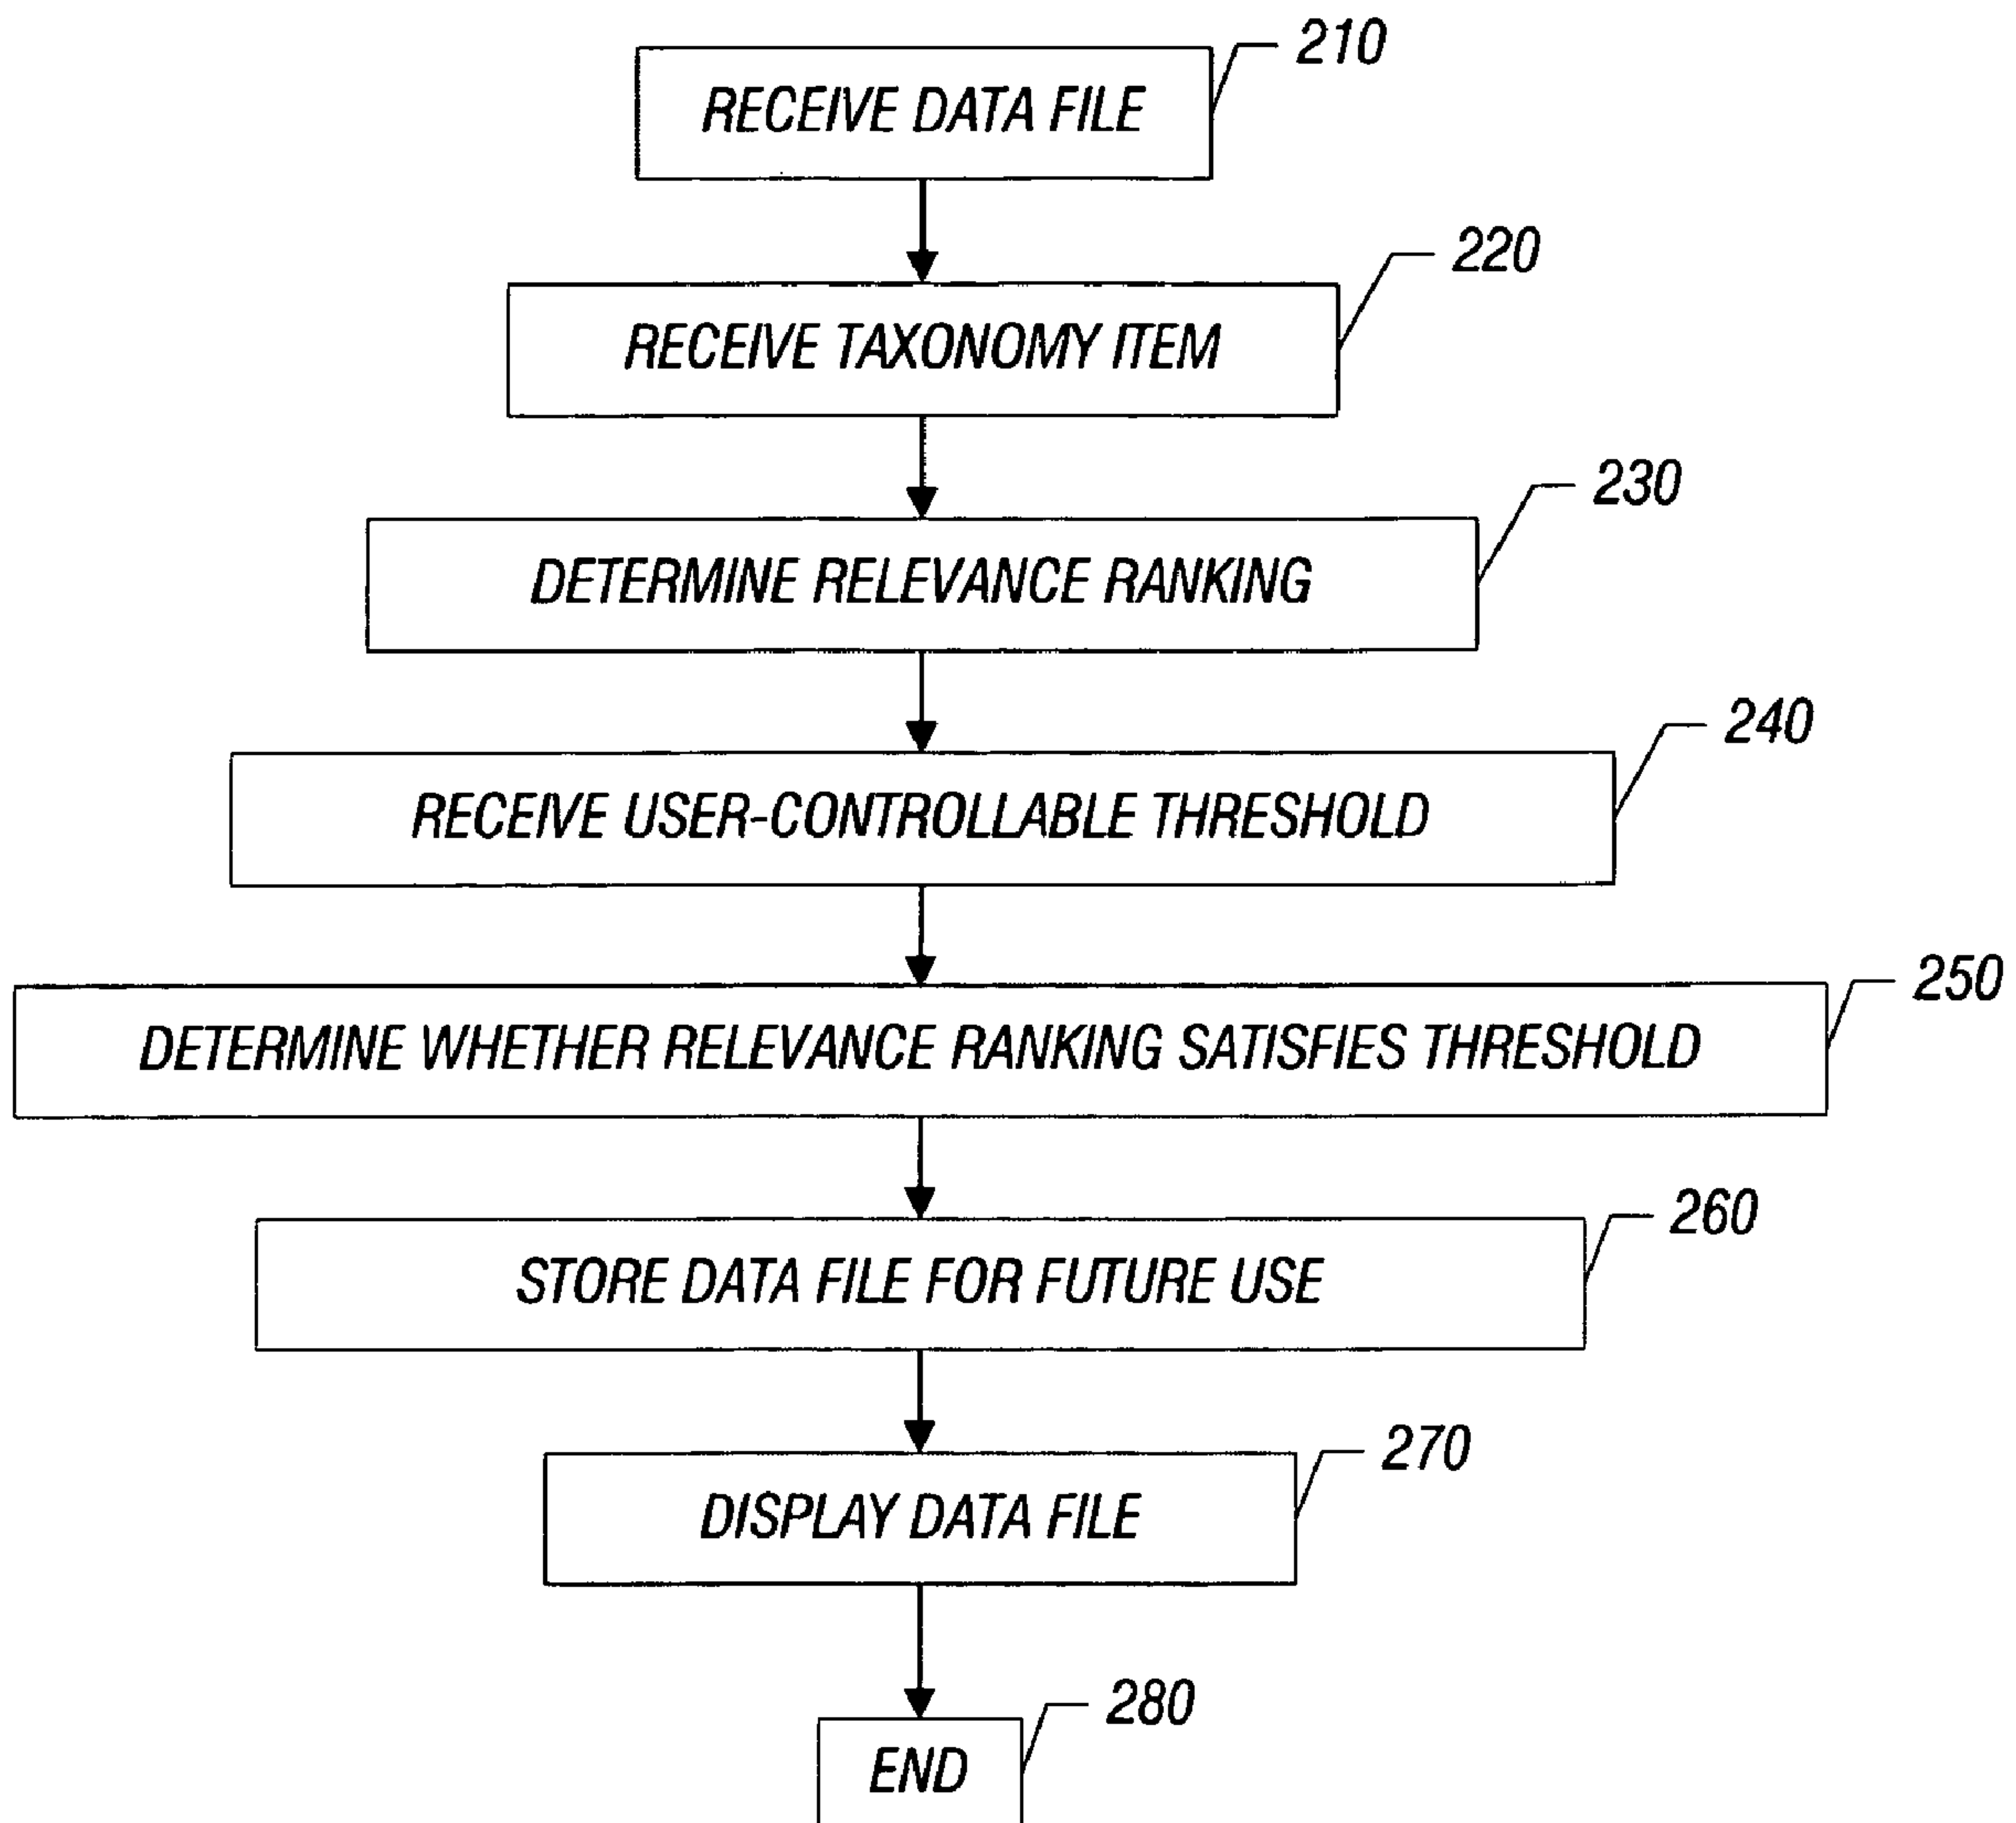 210
RECEIVE DATA FILE
220
RECEIVE TAXONOMY ITEM
230
DETERMINE RELEVANCE RANKING
240
RECEIVE USER-CONTROLLABLE THRESHOLD
250
DETERMINE WHETHER RELEVANCE RANKING SATISFIES THRESHOLD
260
STORE DATA FILE FOR FUTURE USE
270
DISPLAY DATA FILE
280
END